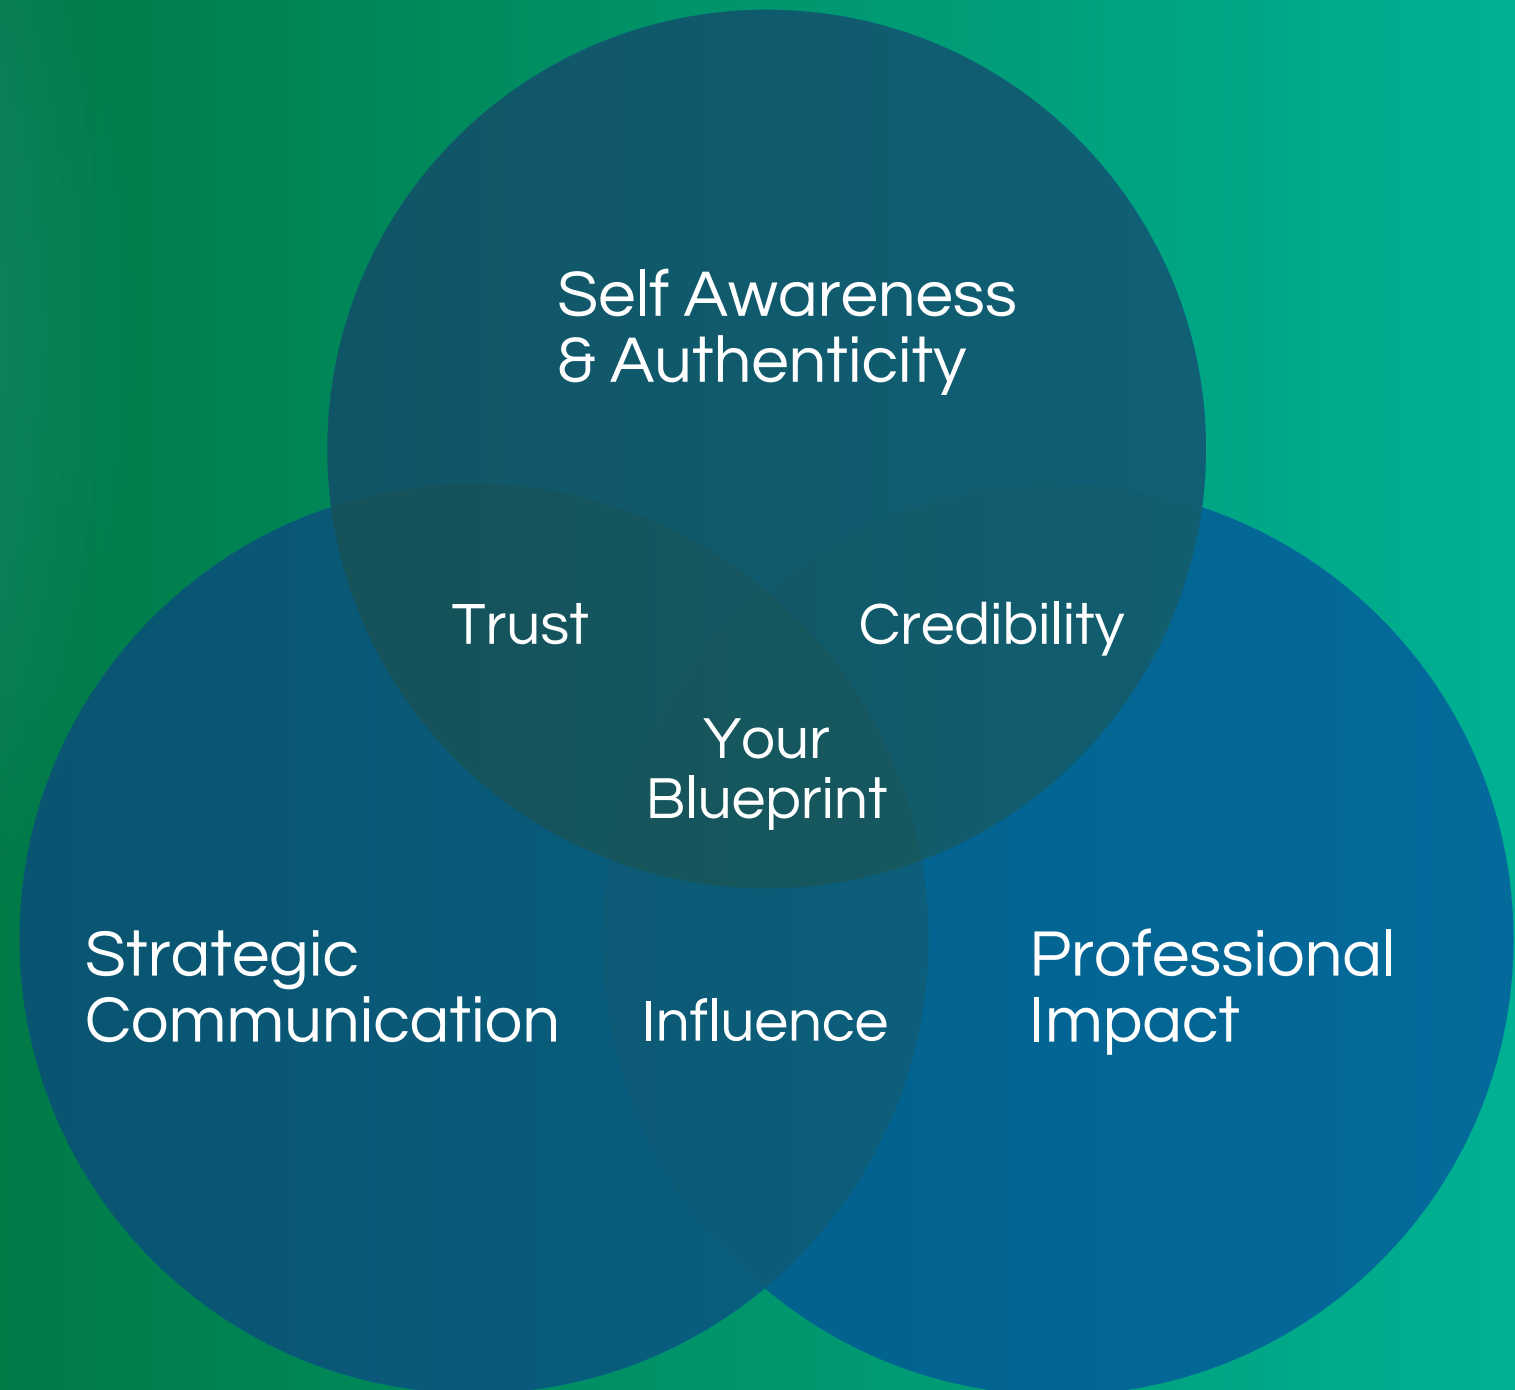 Self Awareness
& Authenticity
Trust
Credibility
Your
Blueprint
Strategic
Communication
Influence
Professional
Impact